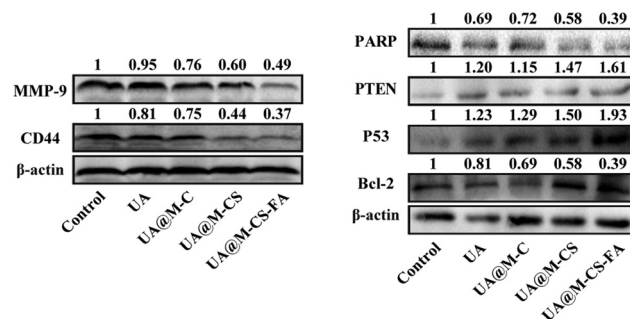 1 0.95 0.76 0.60 0.49
MMP-9
1 0.81 0.75 0.44 0.37
CD44
β-actin
Control
UA
UA@M-C
UA@M-CS
UA@M-CS-FA
1 0.69 0.72 0.58 0.39
PARP
1 1.20 1.15 1.47 1.61
PTEN
1 1.23 1.29 1.50 1.93
P53
1 0.81 0.69 0.58 0.39
Bcl-2
β-actin
Control
UA
UA@M-C
UA@M-CS
UA@M-CS-FA